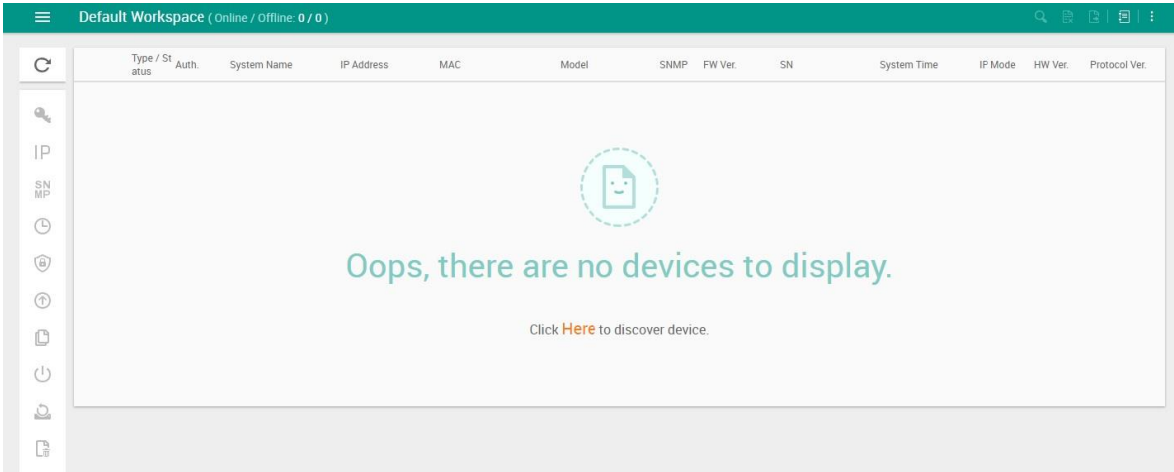 Default Workspace ( Online / Offline: 0 / 0 )
Type / St
atus
Auth. System Name IP Address MAC Model SNMP FW Ver. SN System Time IP Mode HW Ver. Protocol Ver.
IP
SN
MP
Oops, there are no devices to display.
Click Here to discover device.